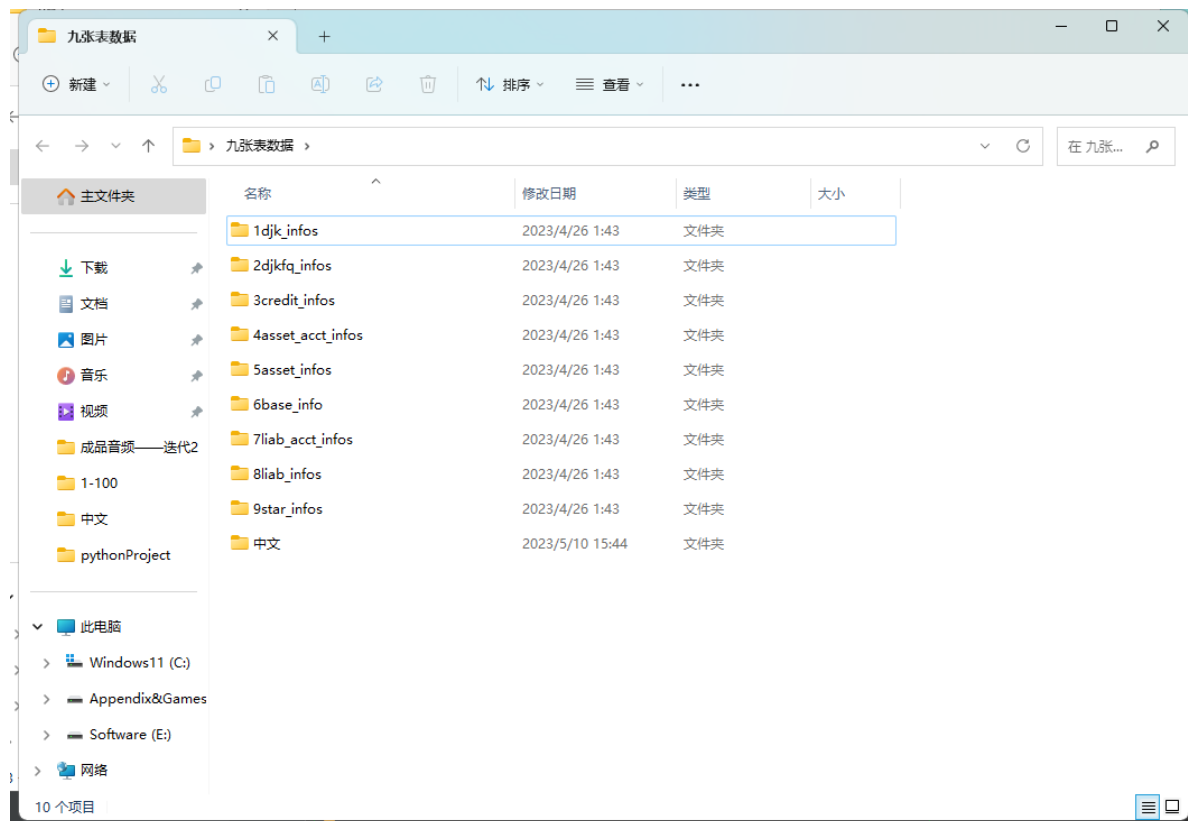 九张表数据
新建
排序
查看
九张表数据
在 九张...
主文件夹
名称 修改日期 类型 大小
1djk_infos 2023/4/26 1:43 文件夹
2djkfq_infos 2023/4/26 1:43 文件夹
3credit_infos 2023/4/26 1:43 文件夹
4asset_acct_infos 2023/4/26 1:43 文件夹
5asset_infos 2023/4/26 1:43 文件夹
6base_info 2023/4/26 1:43 文件夹
7liab_acct_infos 2023/4/26 1:43 文件夹
8liab_infos 2023/4/26 1:43 文件夹
9star_infos 2023/4/26 1:43 文件夹
中文 2023/5/10 15:44 文件夹
下载
文档
图片
音乐
视频
成品音频——迭代2
1-100
中文
pythonProject
此电脑
Windows11 (C:)
Appendix&Games
Software (E:)
网络
10 个项目